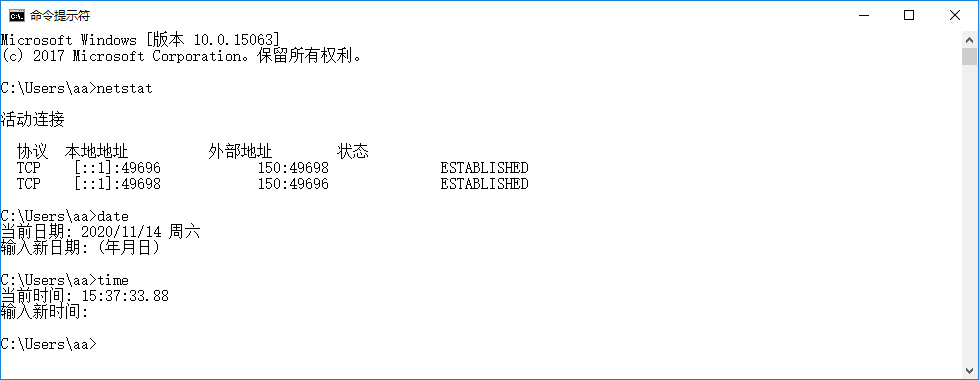 命令提示符
Microsoft Windows [版本 10.0.15063]
(c) 2017 Microsoft Corporation。保留所有权利。
C:\Users\aa>netstat
活动连接
协议 本地地址 外部地址 状态
TCP [::1]:49696 150:49698 ESTABLISHED
TCP [::1]:49698 150:49696 ESTABLISHED
C:\Users\aa>date
当前日期: 2020/11/14 周六
输入新日期: (年月日)
C:\Users\aa>time
当前时间: 15:37:33.88
输入新时间:
C:\Users\aa>